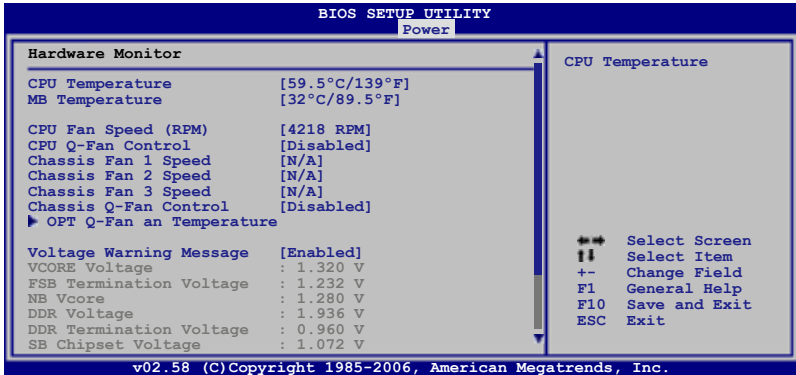 BIOS SETUP UTILITY
Power
Hardware Monitor
CPU Temperature [59.5°C/139°F]
MB Temperature [32°C/89.5°F]
CPU Fan Speed (RPM) [4218 RPM]
CPU Q-Fan Control [Disabled]
Chassis Fan 1 Speed [N/A]
Chassis Fan 2 Speed [N/A]
Chassis Fan 3 Speed [N/A]
Chassis Q-Fan Control [Disabled]
OPT Q-Fan an Temperature
Voltage Warning Message [Enabled]
VCORE Voltage : 1.320 V
FSB Termination Voltage : 1.232 V
NB Vcore : 1.280 V
DDR Voltage : 1.936 V
DDR Termination Voltage : 0.960 V
SB Chipset Voltage : 1.072 V
CPU Temperature
Select Screen
Select Item
+- Change Field
F1 General Help
F10 Save and Exit
ESC Exit
v02.58 (C)Copyright 1985-2006, American Megatrends, Inc.